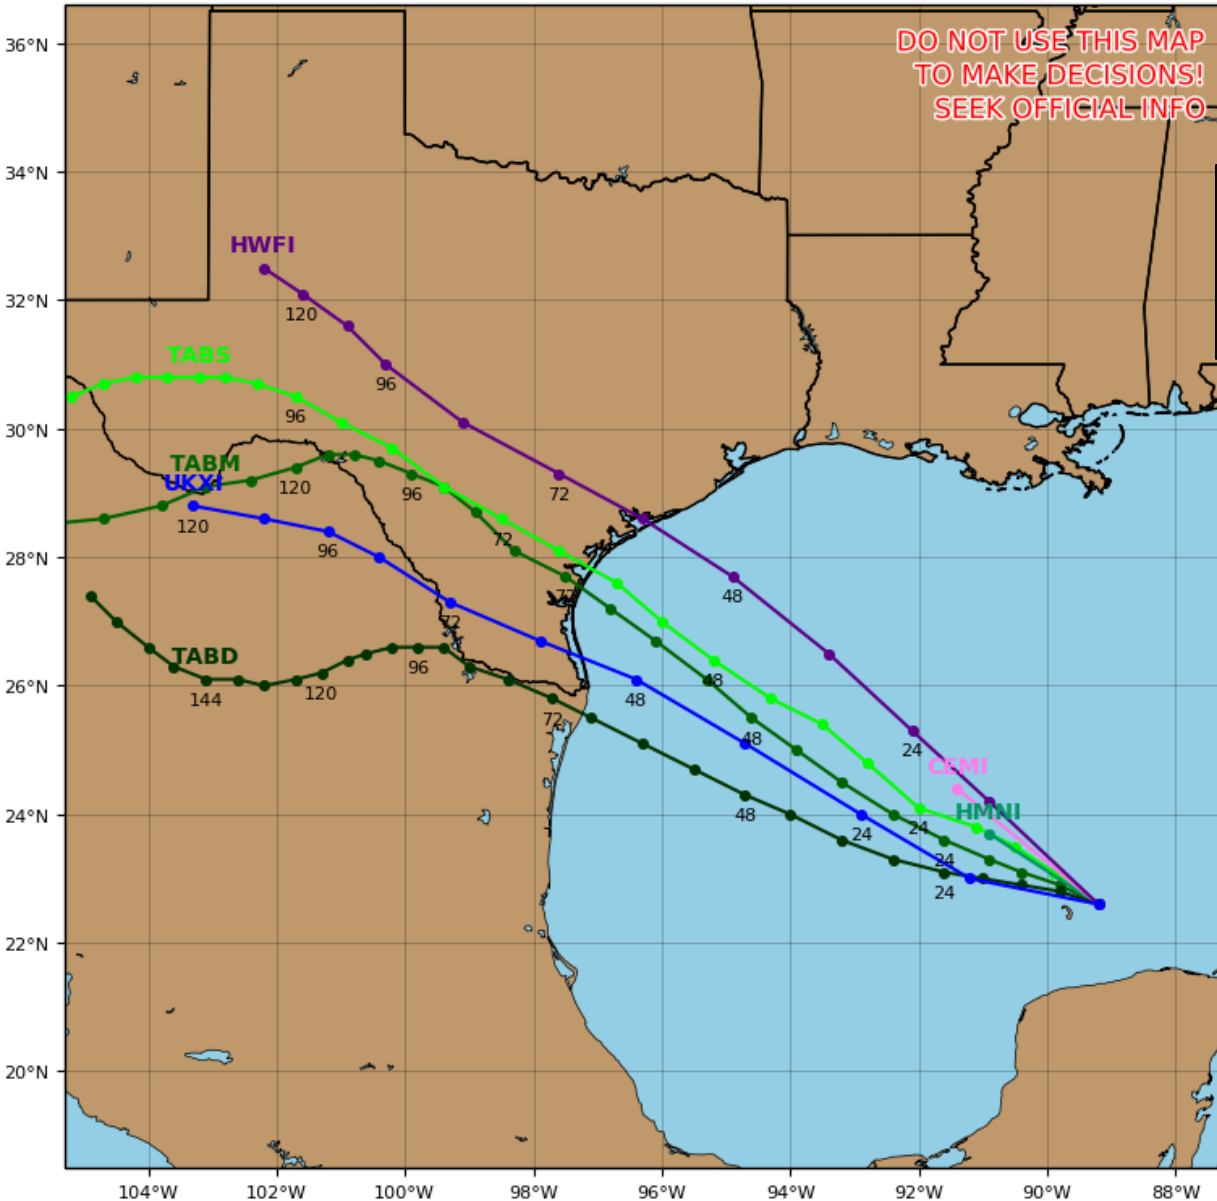 DO NOT USE THIS MAP
TO MAKE DECISIONS!
SEEK OFFICIAL INFO
36°N
34°N
32°N
30°N
28°N
26°N
24°N
22°N
20°N
HWFI
120
96
72
48
24
TABS
96
72
48
24
TABM
120
96
72
48
24
UKXI
120
96
72
48
24
TABD
144
120
96
72
48
24
CEMI
HMNI
104°W
102°W
100°W
98°W
96°W
94°W
92°W
90°W
88°W